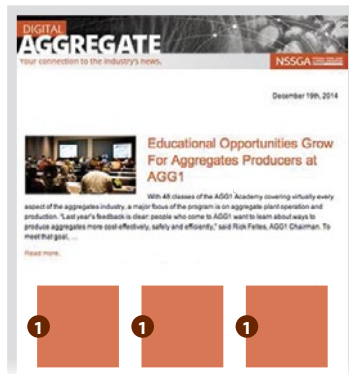 DIGITAL
AGGREGATE
Your connection to the industry's news.
NSSGA
December 19th, 2014
Educational Opportunities Grow
For Aggregates Producers at
AGG1
With 48 classes of the AGG1 Academy covering virtually every
aspect of the aggregates industry, a major focus of the program is on aggregate plant operation and
production. "Last year's feedback is clear: people who come to AGG1 want to learn about ways to
produce aggregates more cost-effectively, safely and efficiently," said Rick Feltes, AGG1 Chairman. To
meet that goal, ...
Read more.
1 1 1